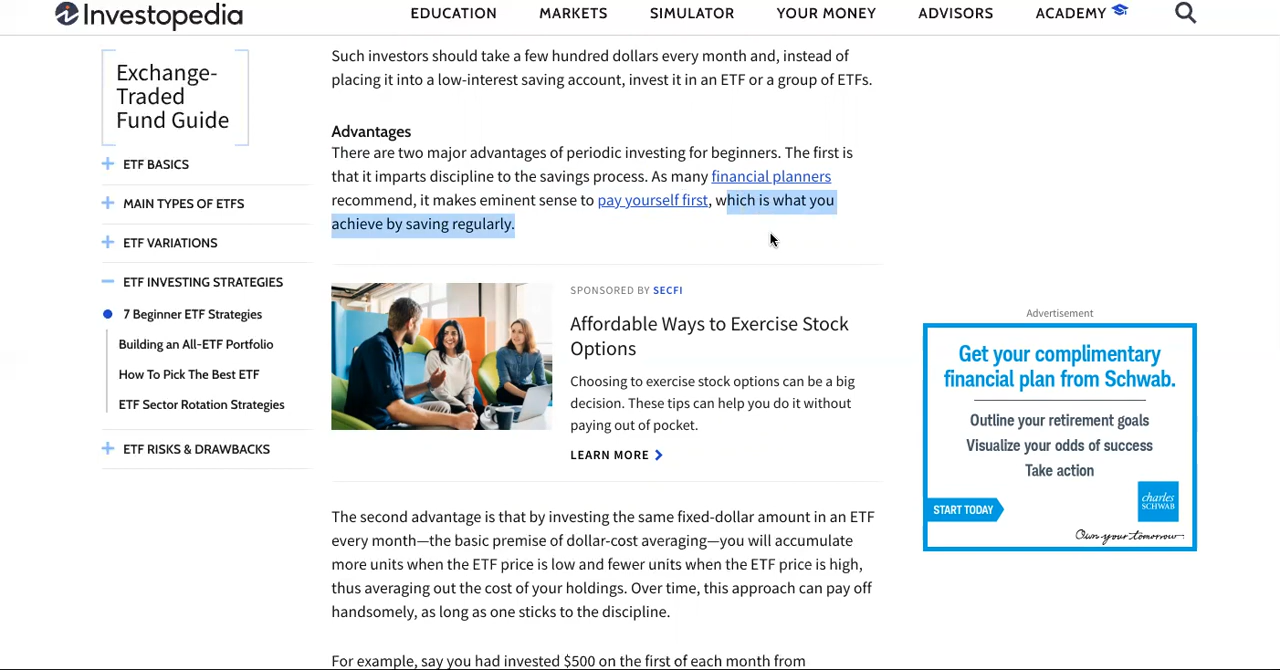 Investopedia
EDUCATION MARKETS SIMULATOR YOUR MONEY ADVISORS ACADEMY
Exchange-
Traded
Fund Guide
ETF BASICS
MAIN TYPES OF ETFS
ETF VARIATIONS
ETF INVESTING STRATEGIES
7 Beginner ETF Strategies
Building an All-ETF Portfolio
How To Pick The Best ETF
ETF Sector Rotation Strategies
ETF RISKS & DRAWBACKS
Such investors should take a few hundred dollars every month and, instead of
placing it into a low-interest saving account, invest it in an ETF or a group of ETFs.
Advantages
There are two major advantages of periodic investing for beginners. The first is
that it imparts discipline to the savings process. As many financial planners
recommend, it makes eminent sense to pay yourself first, which is what you
achieve by saving regularly.
SPONSORED BY SECFI
Affordable Ways to Exercise Stock
Options
Choosing to exercise stock options can be a big
decision. These tips can help you do it without
paying out of pocket.
LEARN MORE
The second advantage is that by investing the same fixed-dollar amount in an ETF
every month—the basic premise of dollar-cost averaging—you will accumulate
more units when the ETF price is low and fewer units when the ETF price is high,
thus averaging out the cost of your holdings. Over time, this approach can pay off
handsomely, as long as one sticks to the discipline.
For example, say you had invested $500 on the first of each month from
Advertisement
Get your complimentary
financial plan from Schwab.
Outline your retirement goals
Visualize your odds of success
Take action
START TODAY
charles
SCHWAB
Own your tomorrow.